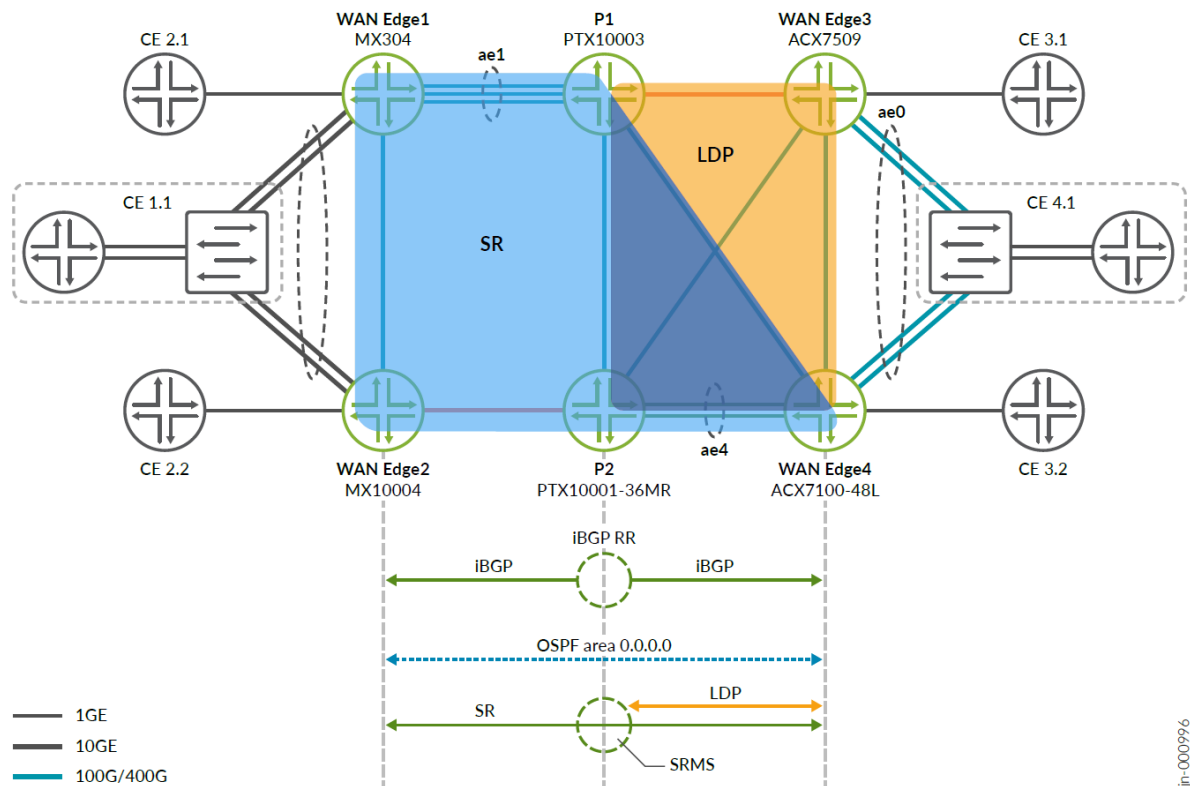 WAN Edge1
MX304
P1
PTX10003
WAN Edge3
ACX7509
CE 2.1
ae1
CE 3.1
ae0
LDP
CE 1.1
SR
CE 4.1
CE 2.2
ae4
CE 3.2
WAN Edge2
MX10004
P2
PTX10001-36MR
WAN Edge4
ACX7100-48L
iBGP RR
iBGP
iBGP
OSPF area 0.0.0.0
LDP
SR
SRMS
1GE
10GE
100G/400G
jn-000996